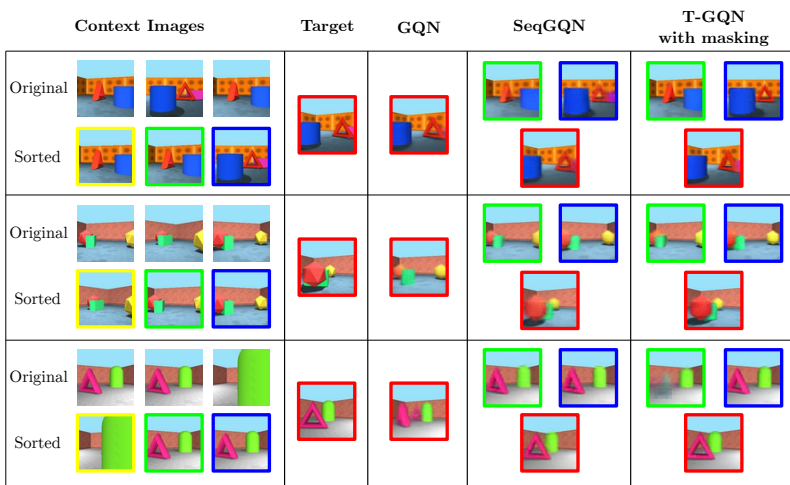 Context Images
Target
GQN
SeqGQN
T-GQN
with masking
Original
Sorted
Original
Sorted
Original
Sorted